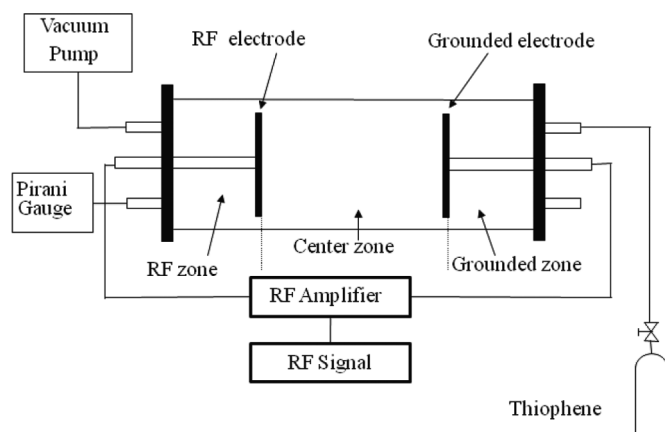 Vacuum
Pump
RF electrode
Grounded electrode
Pirani
Gauge
RF zone
Center zone
Grounded zone
RF Amplifier
RF Signal
Thiophene